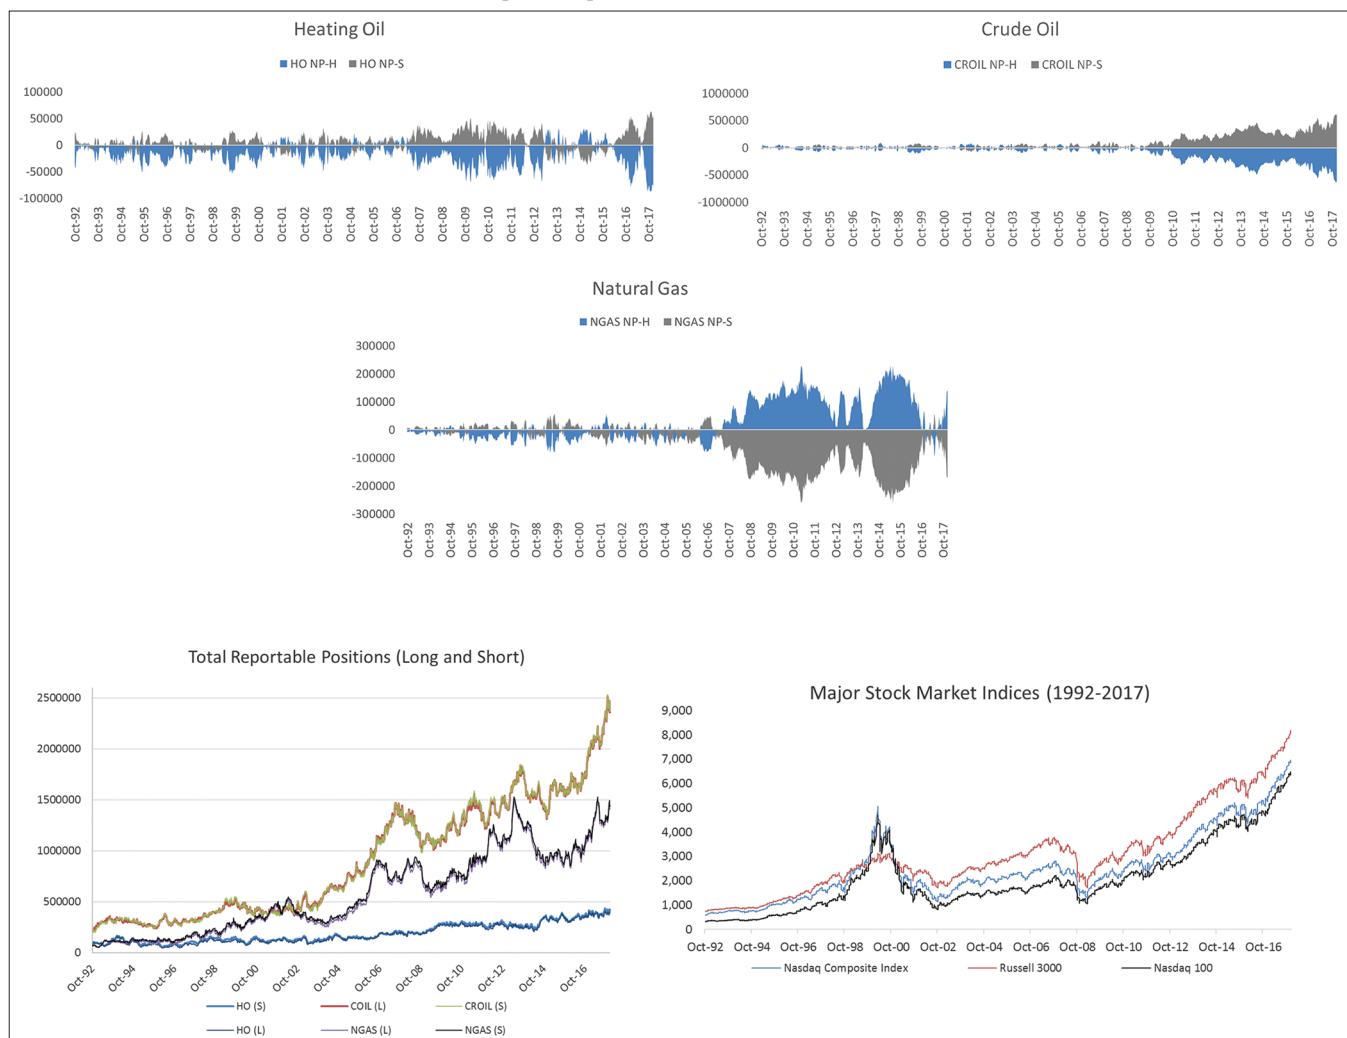 Heating Oil
HO NP-H HO NP-S
100000
50000
0
-50000
-100000
Oct-92 Oct-93 Oct-94 Oct-95 Oct-96 Oct-97 Oct-98 Oct-99 Oct-00 Oct-01 Oct-02 Oct-03 Oct-04 Oct-05 Oct-06 Oct-07 Oct-08 Oct-09 Oct-10 Oct-11 Oct-12 Oct-13 Oct-14 Oct-15 Oct-16 Oct-17
Crude Oil
CROIL NP-H CROIL NP-S
1000000
500000
0
-500000
-1000000
Oct-92 Oct-93 Oct-94 Oct-95 Oct-96 Oct-97 Oct-98 Oct-99 Oct-00 Oct-01 Oct-02 Oct-03 Oct-04 Oct-05 Oct-06 Oct-07 Oct-08 Oct-09 Oct-10 Oct-11 Oct-12 Oct-13 Oct-14 Oct-15 Oct-16 Oct-17
Natural Gas
NGAS NP-H NGAS NP-S
300000
200000
100000
0
-100000
-200000
-300000
Oct-92 Oct-93 Oct-94 Oct-95 Oct-96 Oct-97 Oct-98 Oct-99 Oct-00 Oct-01 Oct-02 Oct-03 Oct-04 Oct-05 Oct-06 Oct-07 Oct-08 Oct-09 Oct-10 Oct-11 Oct-12 Oct-13 Oct-14 Oct-15 Oct-16 Oct-17
Total Reportable Positions (Long and Short)
2500000
2000000
1500000
1000000
500000
0
Oct-92 Oct-94 Oct-96 Oct-98 Oct-00 Oct-02 Oct-04 Oct-06 Oct-08 Oct-10 Oct-12 Oct-14 Oct-16
HO (S) COIL (L) CROIL (S)
HO (L) NGAS (L) NGAS (S)
Major Stock Market Indices (1992-2017)
9,000
8,000
7,000
6,000
5,000
4,000
3,000
2,000
1,000
0
Oct-92 Oct-94 Oct-96 Oct-98 Oct-00 Oct-02 Oct-04 Oct-06 Oct-08 Oct-10 Oct-12 Oct-14 Oct-16
Nasdaq Composite Index Russell 3000 Nasdaq 100